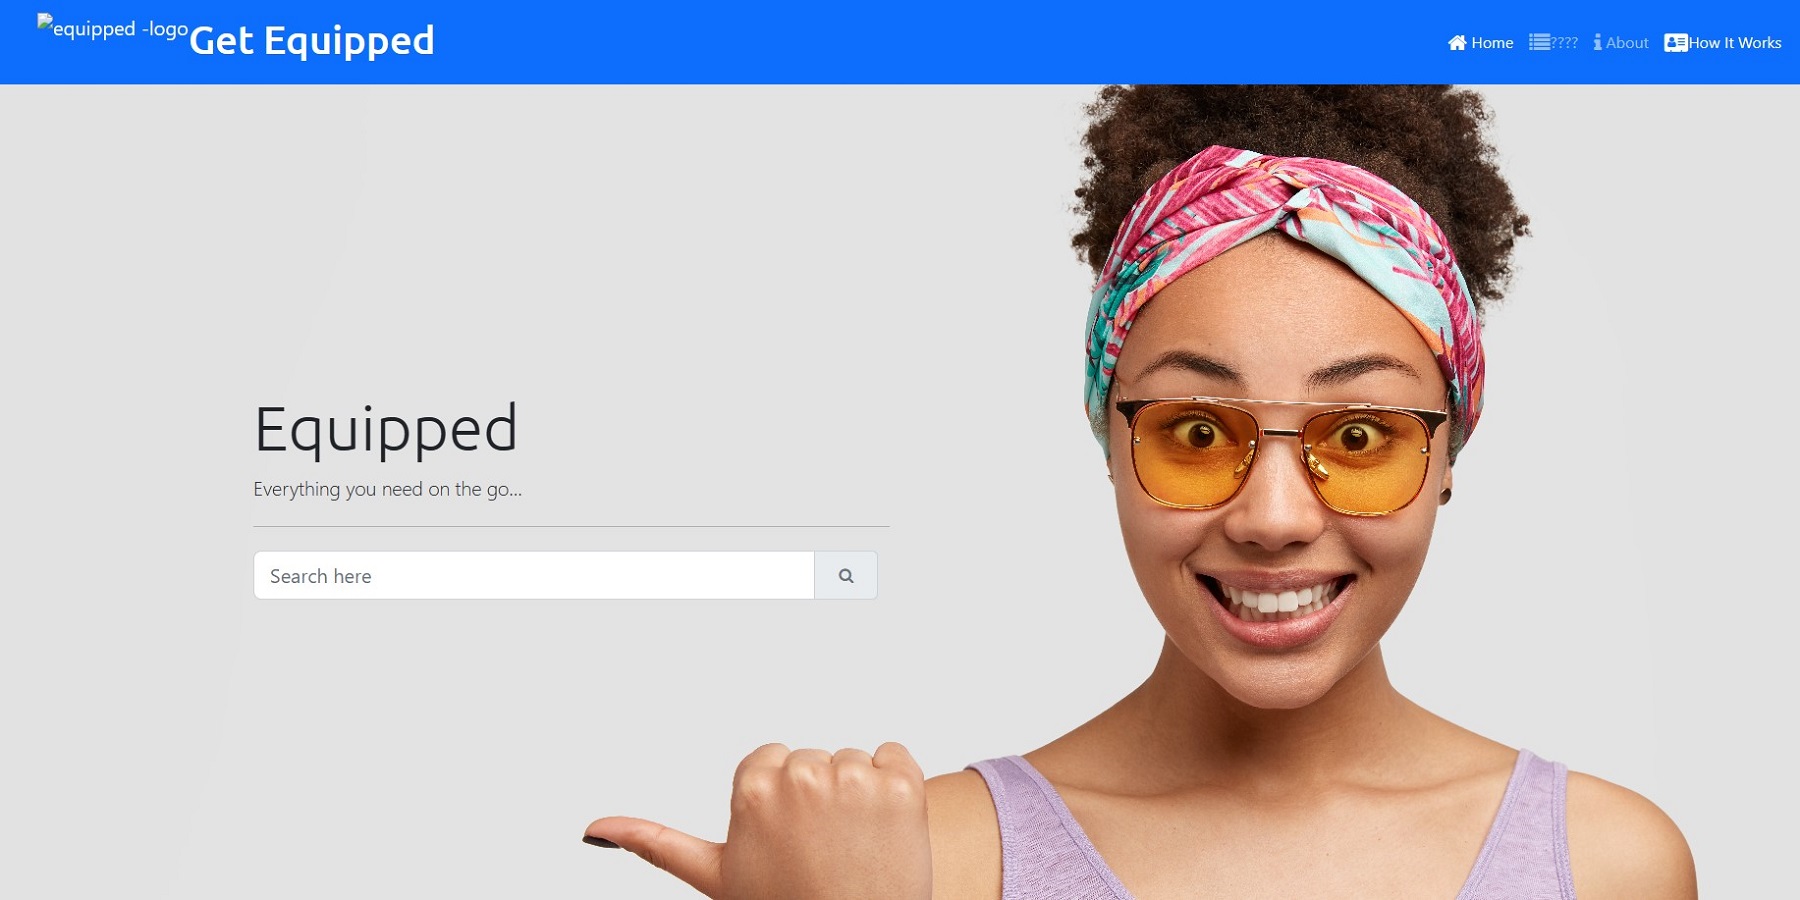 equipped -logo Get Equipped
Home ???? About How It Works
Equipped
Everything you need on the go...
Search here